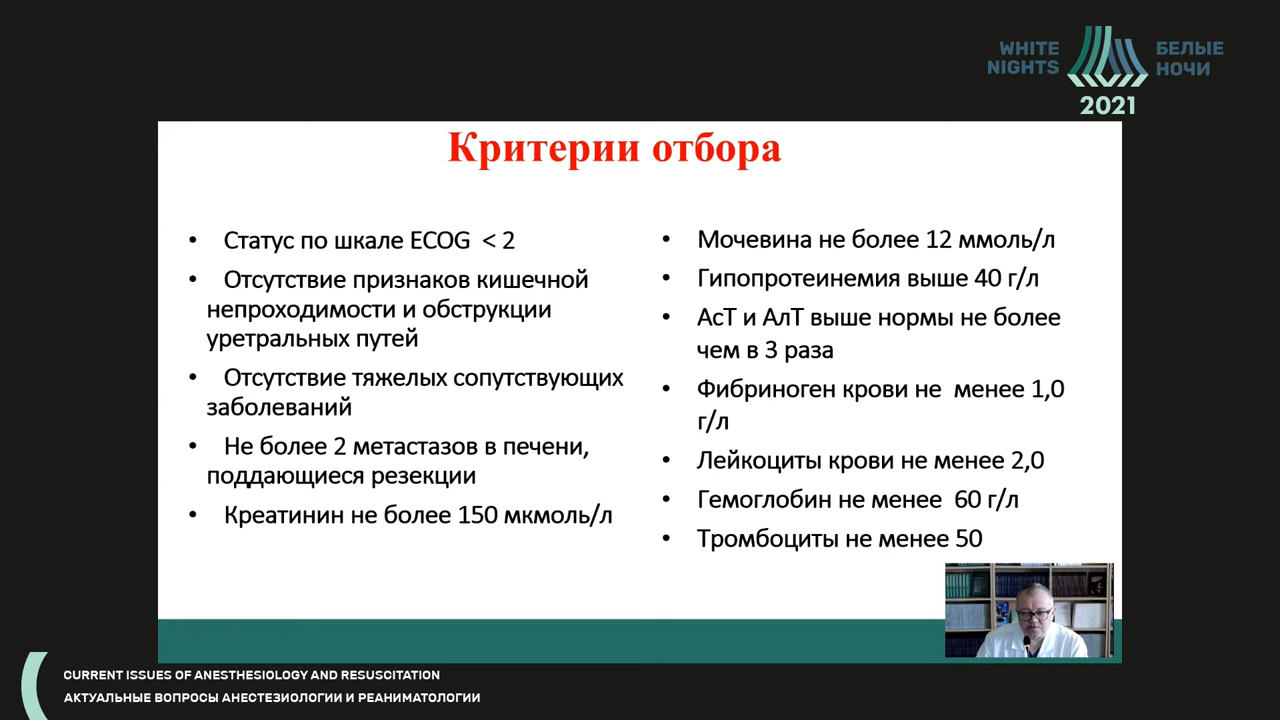 WHITE
NIGHTS
БЕЛЫЕ
НОЧИ
2021
Критерии отбора
• Статус по шкале ECOG < 2
• Отсутствие признаков кишечной
непроходимости и обструкции
уретральных путей
• Отсутствие тяжелых сопутствующих
заболеваний
• Не более 2 метастазов в печени,
поддающиеся резекции
• Креатинин не более 150 мкмоль/л
• Мочевина не более 12 ммоль/л
• Гипопротеинемия выше 40 г/л
• АсТ и АлТ выше нормы не более
чем в 3 раза
• Фибриноген крови не менее 1,0
г/л
• Лейкоциты крови не менее 2,0
• Гемоглобин не менее 60 г/л
• Тромбоциты не менее 50
CURRENT ISSUES OF ANESTHESIOLOGY AND RESUSCITATION
АКТУАЛЬНЫЕ ВОПРОСЫ АНЕСТЕЗИОЛОГИИ И РЕАНИМАТОЛОГИИ